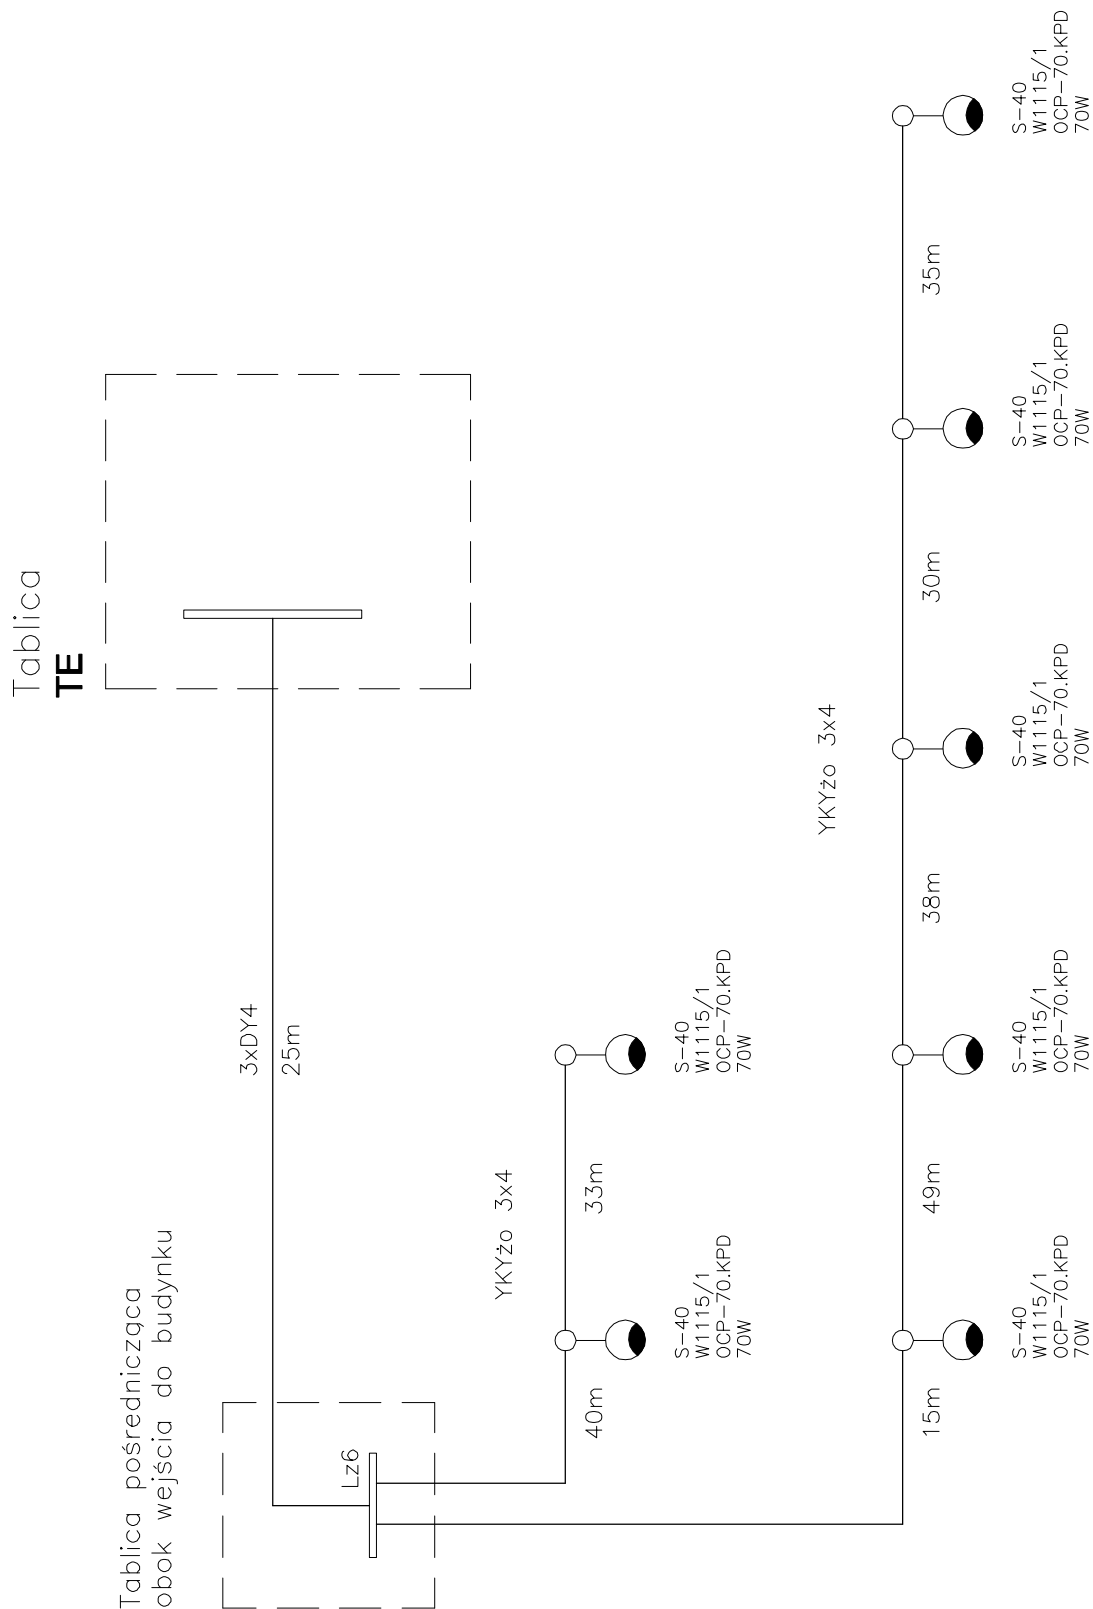 Tablica
TE
Tablica pośrednicząca
obok wejścia do budynku
3xDY4
25m
Lz6
YKYżo 3x4
40m
33m
S-40
W1115/1
OCP-70.KPD
70W
S-40
W1115/1
OCP-70.KPD
70W
YKYżo 3x4
15m
49m
38m
30m
35m
S-40
W1115/1
OCP-70.KPD
70W
S-40
W1115/1
OCP-70.KPD
70W
S-40
W1115/1
OCP-70.KPD
70W
S-40
W1115/1
OCP-70.KPD
70W
S-40
W1115/1
OCP-70.KPD
70W